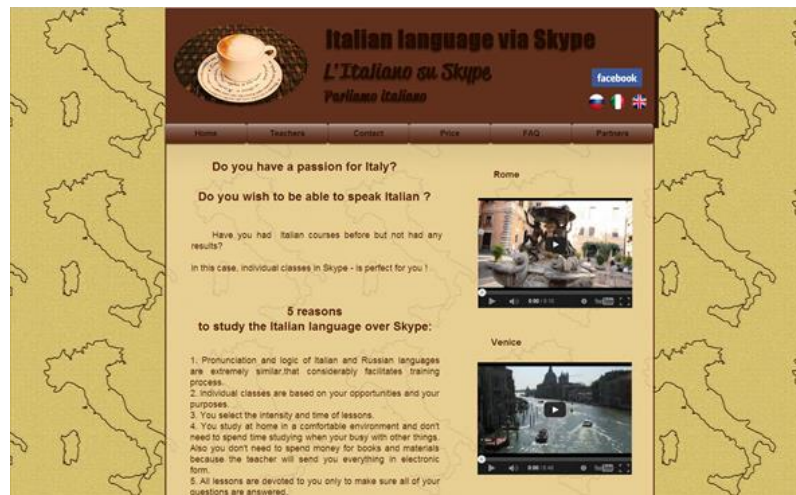 Italian language via Skype
L'Italiano su Skype
Parliamo italiano
facebook
Home Teachers Contact Price FAQ Partners
Do you have a passion for Italy?
Do you wish to be able to speak Italian ?
Have you had Italian courses before but not had any
results?
In this case, individual classes in Skype - is perfect for you !
5 reasons
to study the Italian language over Skype:
1. Pronunciation and logic of Italian and Russian languages
are extremely similar,that considerably facilitates training
process.
2. Individual classes are based on your opportunities and your
purposes.
3. You select the intensity and time of lessons.
4. You study at home in a comfortable environment and don't
need to spend time studying when your busy with other things.
Also you don't need to spend money for books and materials
because the teacher will send you everything in electronic
form.
5. All lessons are devoted to you only to make sure all of your
questions are answered.
Rome
YouTube
Venice
YouTube